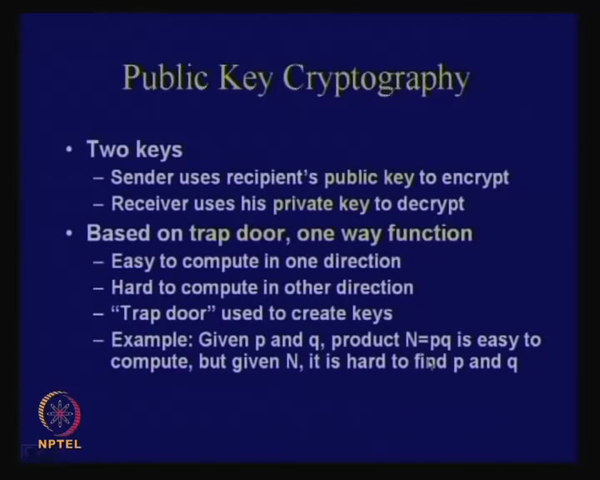 Public Key Cryptography
• Two keys
– Sender uses recipient's public key to encrypt
– Receiver uses his private key to decrypt
• Based on trap door, one way function
– Easy to compute in one direction
– Hard to compute in other direction
– "Trap door" used to create keys
– Example: Given p and q, product N=pq is easy to
compute, but given N, it is hard to find p and q
NPTEL